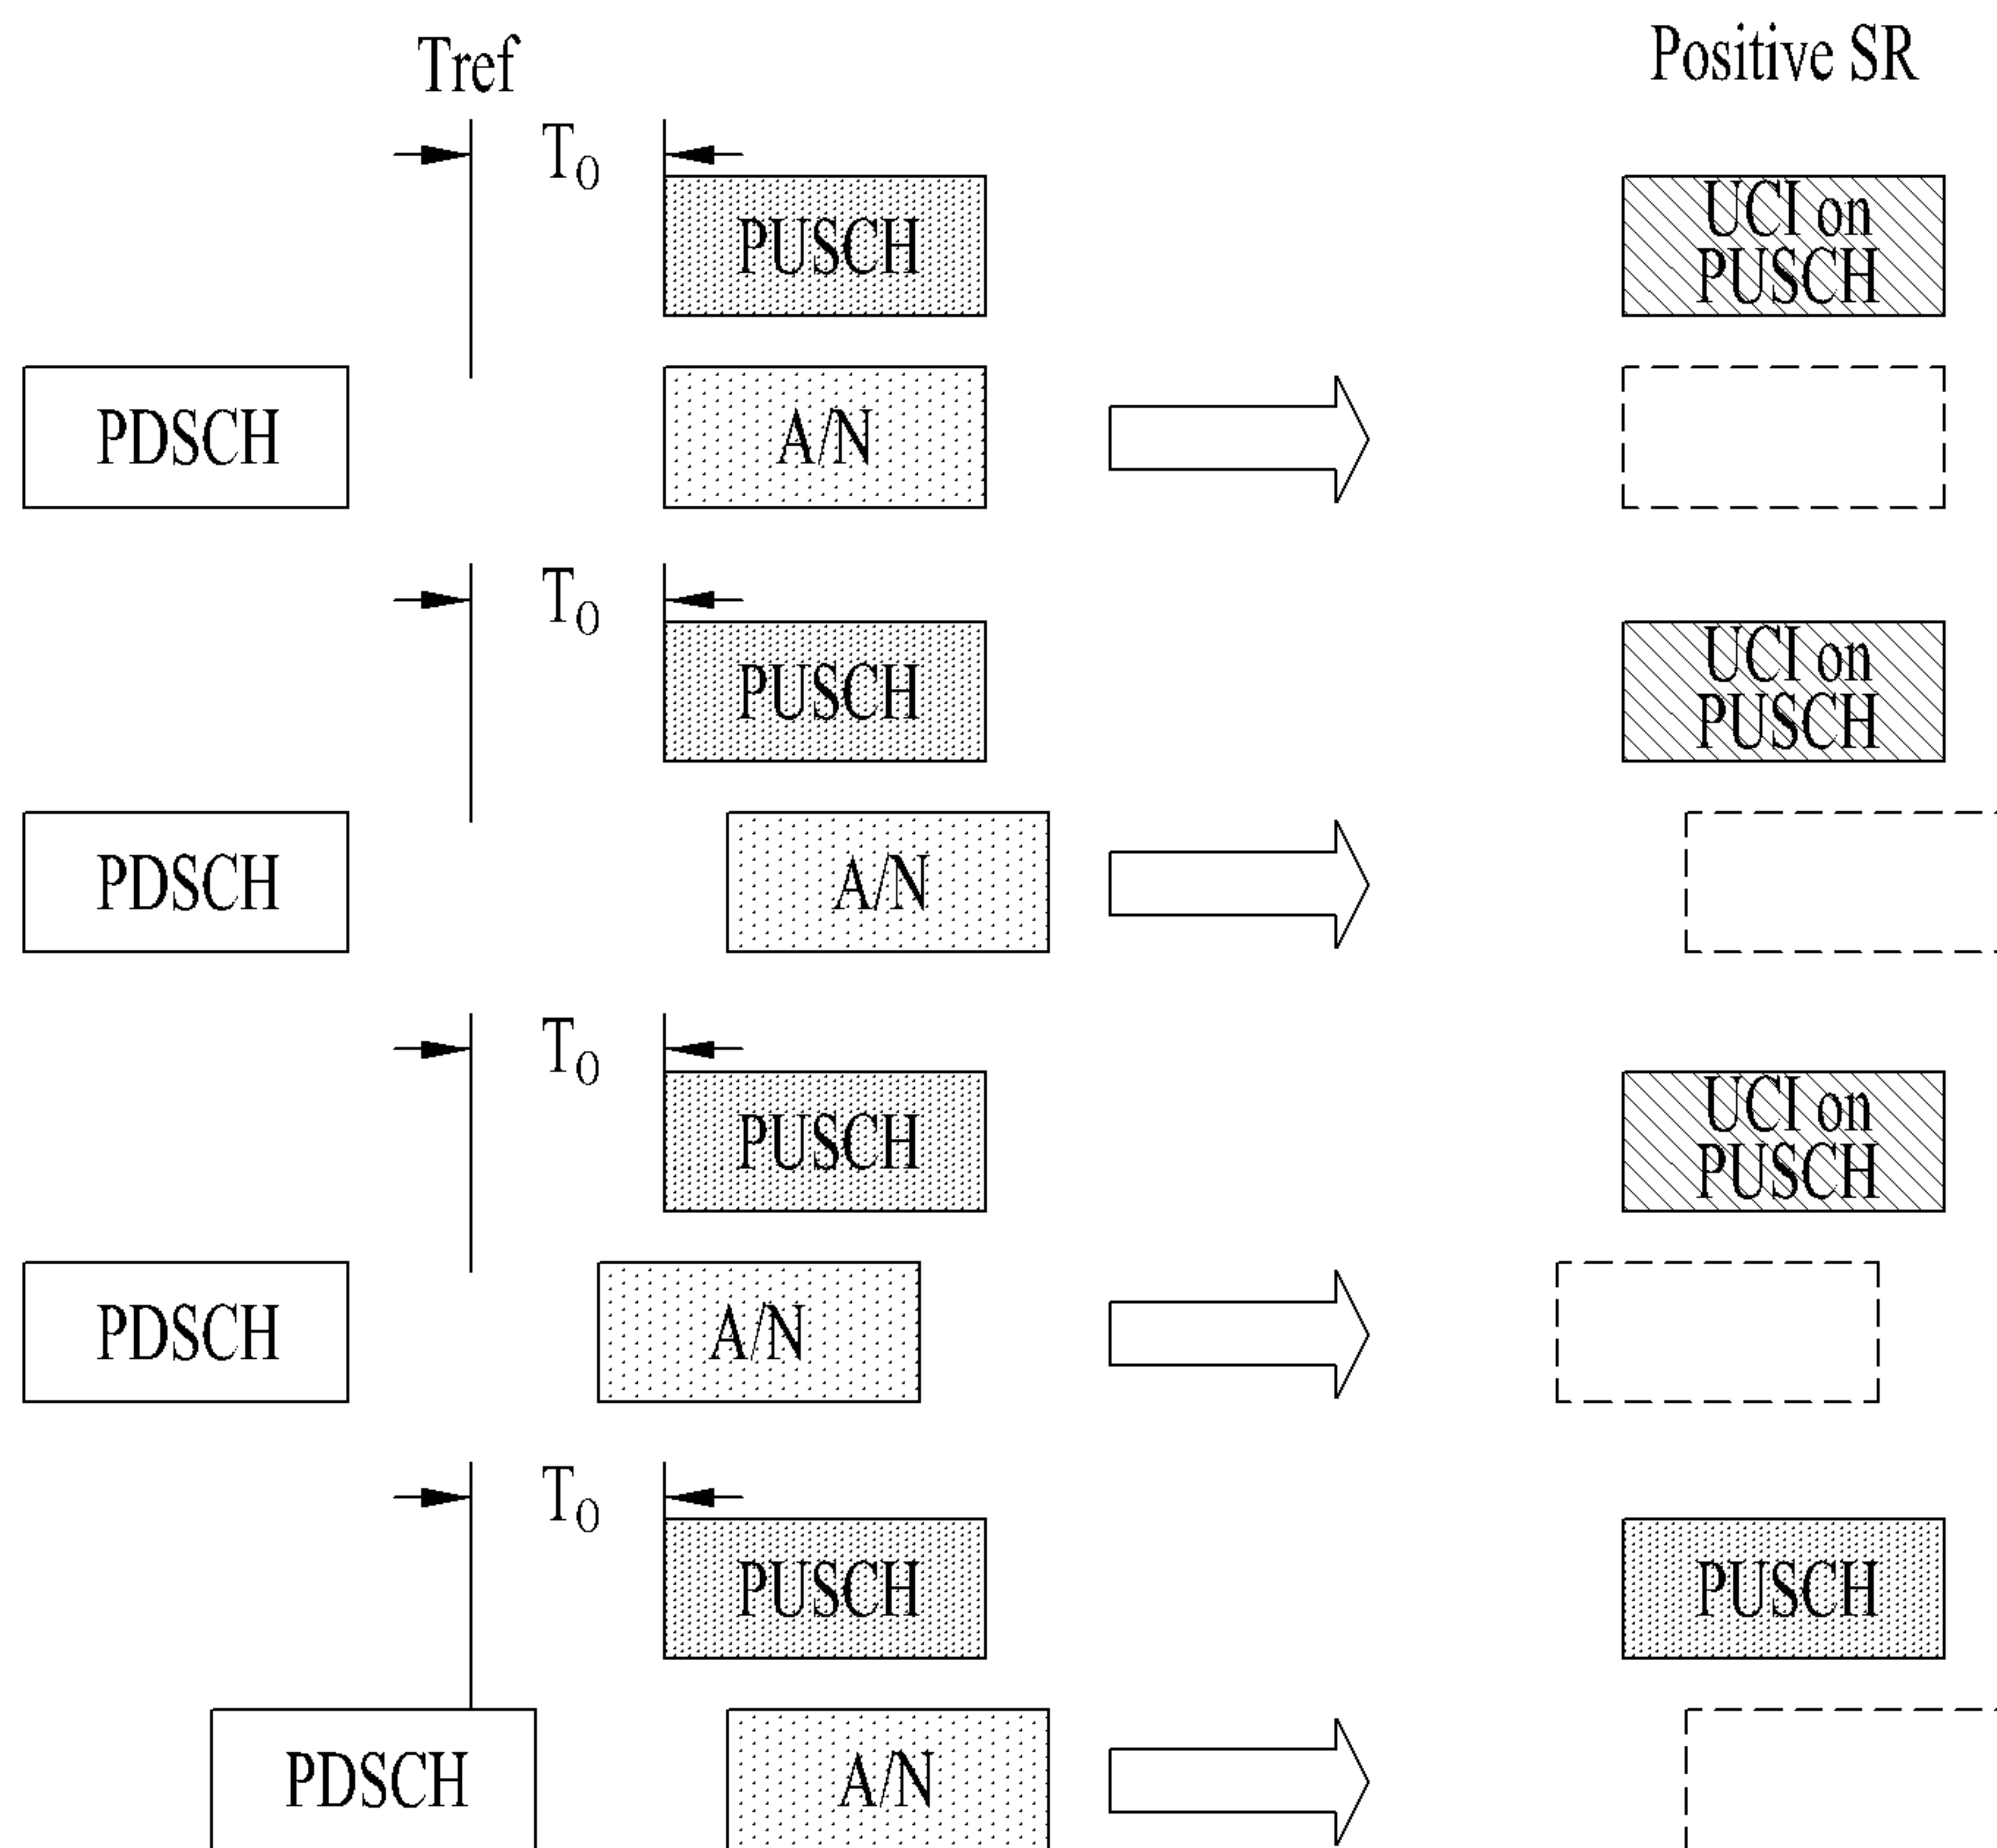 Tref
Positive SR
T0
PUSCH
UCI on
PUSCH
PDSCH
A/N
T0
PUSCH
UCI on
PUSCH
PDSCH
A/N
T0
PUSCH
UCI on
PUSCH
PDSCH
A/N
T0
PUSCH
PUSCH
PDSCH
A/N